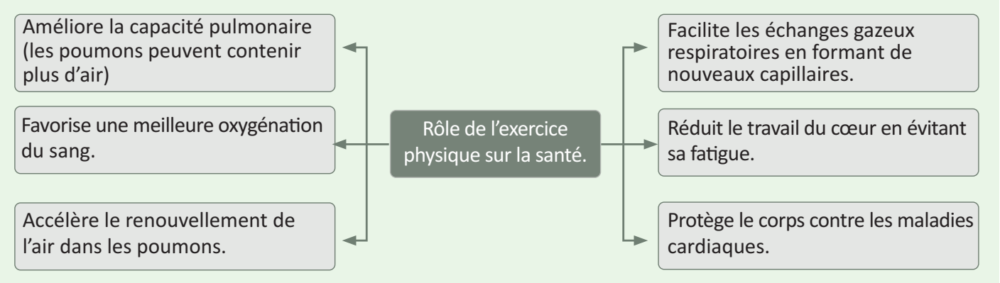 Améliore la capacité pulmonaire
(les poumons peuvent contenir
plus d’air)
Favorise une meilleure oxygénation
du sang.
Accélère le renouvellement de
l’air dans les poumons.
Rôle de l’exercice
physique sur la santé.
Facilite les échanges gazeux
respiratoires en formant de
nouveaux capillaires.
Réduit le travail du cœur en évitant
sa fatigue.
Protège le corps contre les maladies
cardiaques.